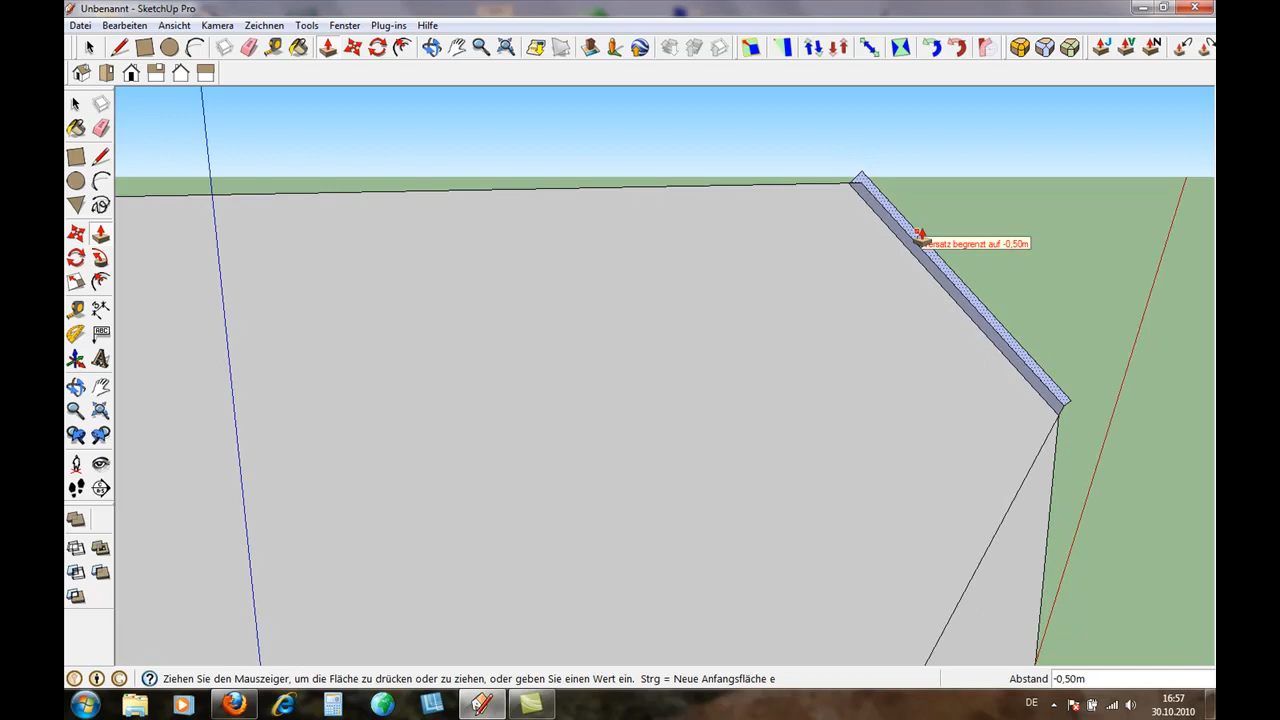 Unbenannt - SketchUp Pro
Datei Bearbeiten Ansicht Kamera Zeichnen Tools Fenster Plug-ins Hilfe
J V N
begrenzt auf -0,50m
ABC
Ziehen Sie den Mauszeiger, um die Fläche zu drücken oder zu ziehen, oder geben Sie einen Wert ein. Strg = Neue Anfangsfläche e
Abstand -0,50m
DE
16:57
30.10.2010